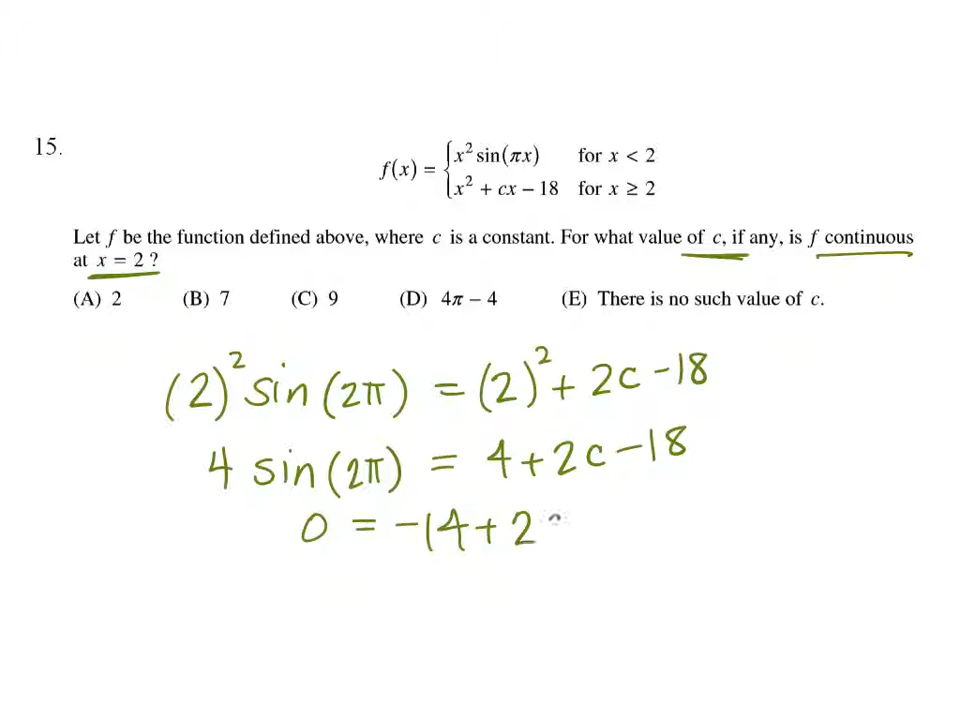 15.
f(x) = { x² sin(πx) for x < 2
x² + cx − 18 for x ≥ 2
Let f be the function defined above, where c is a constant. For what value of c, if any, is f continuous
at x = 2 ?
(A) 2 (B) 7 (C) 9 (D) 4π − 4 (E) There is no such value of c.
(2)² sin (2π) = (2)² + 2c − 18
4 sin (2π) = 4 + 2c − 18
0 = −14 + 2